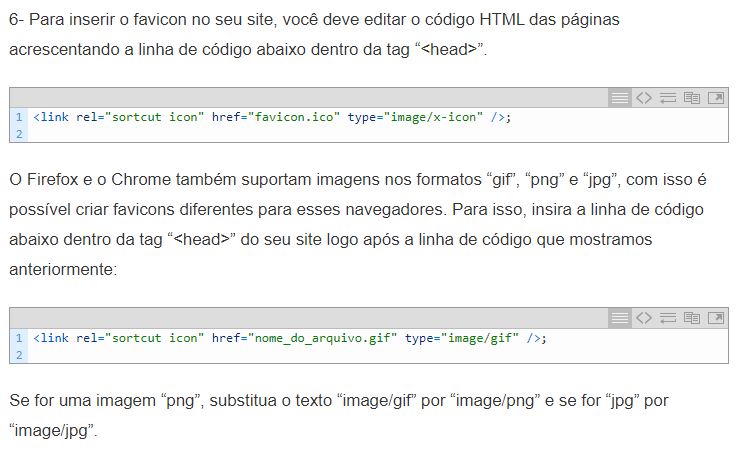 6- Para inserir o favicon no seu site, você deve editar o código HTML das páginas
acrescentando a linha de código abaixo dentro da tag “<head>”.
1 <link rel="sortcut icon" href="favicon.ico" type="image/x-icon" />;
2
O Firefox e o Chrome também suportam imagens nos formatos “gif”, “png” e “jpg”, com isso é
possível criar favicons diferentes para esses navegadores. Para isso, insira a linha de código
abaixo dentro da tag “<head>” do seu site logo após a linha de código que mostramos
anteriormente:
1 <link rel="sortcut icon" href="nome_do_arquivo.gif" type="image/gif" />;
2
Se for uma imagem “png”, substitua o texto “image/gif” por “image/png” e se for “jpg” por
“image/jpg”.